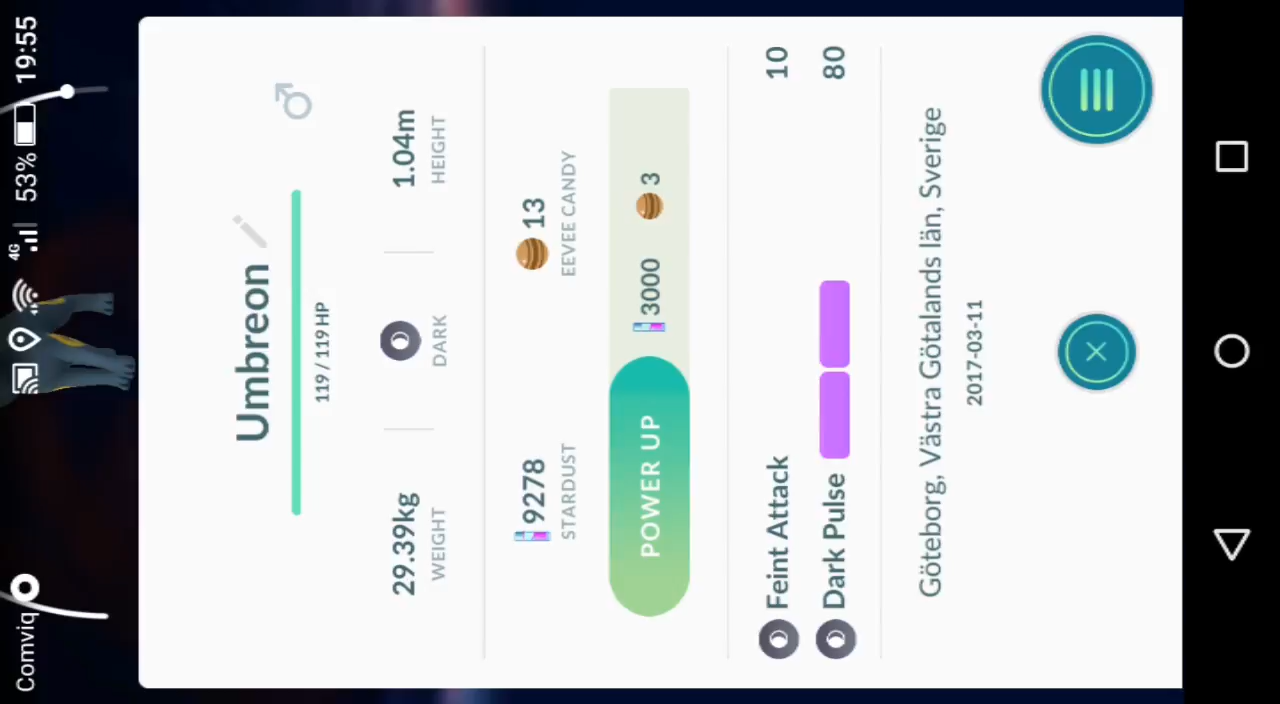 Comviq 4G 53% 19:55
Umbreon
119 / 119 HP
29.39kg DARK 1.04m
WEIGHT HEIGHT
9278 13
STARDUST EEVEE CANDY
POWER UP 3000 3
Feint Attack 10
Dark Pulse 80
Göteborg, Västra Götalands län, Sverige
2017-03-11